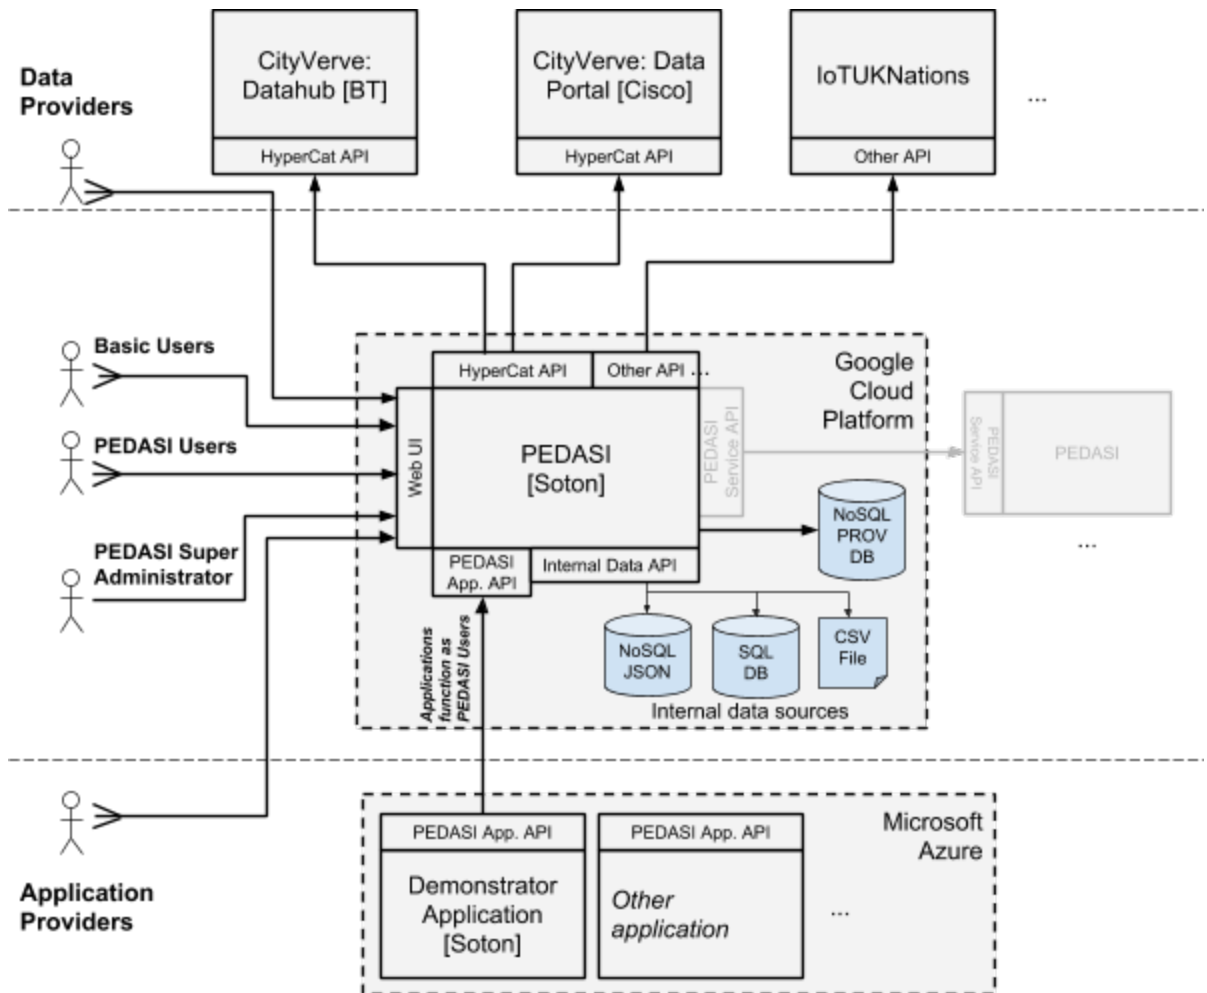 Data
Providers
CityVerve:
Datahub [BT]
HyperCat API
CityVerve: Data
Portal [Cisco]
HyperCat API
IoTUKNations
Other API
...
Basic Users
PEDASI Users
PEDASI Super
Administrator
Google
Cloud
Platform
HyperCat API
Other API ...
Web UI
PEDASI
[Soton]
PEDASI
Service API
PEDASI
Service API
PEDASI
...
NoSQL
PROV
DB
PEDASI
App. API
Internal Data API
NoSQL
JSON
SQL
DB
CSV
File
Internal data sources
Applications
function as
PEDASI Users
Application
Providers
Microsoft
Azure
PEDASI App. API
Demonstrator
Application
[Soton]
PEDASI App. API
Other
application
...